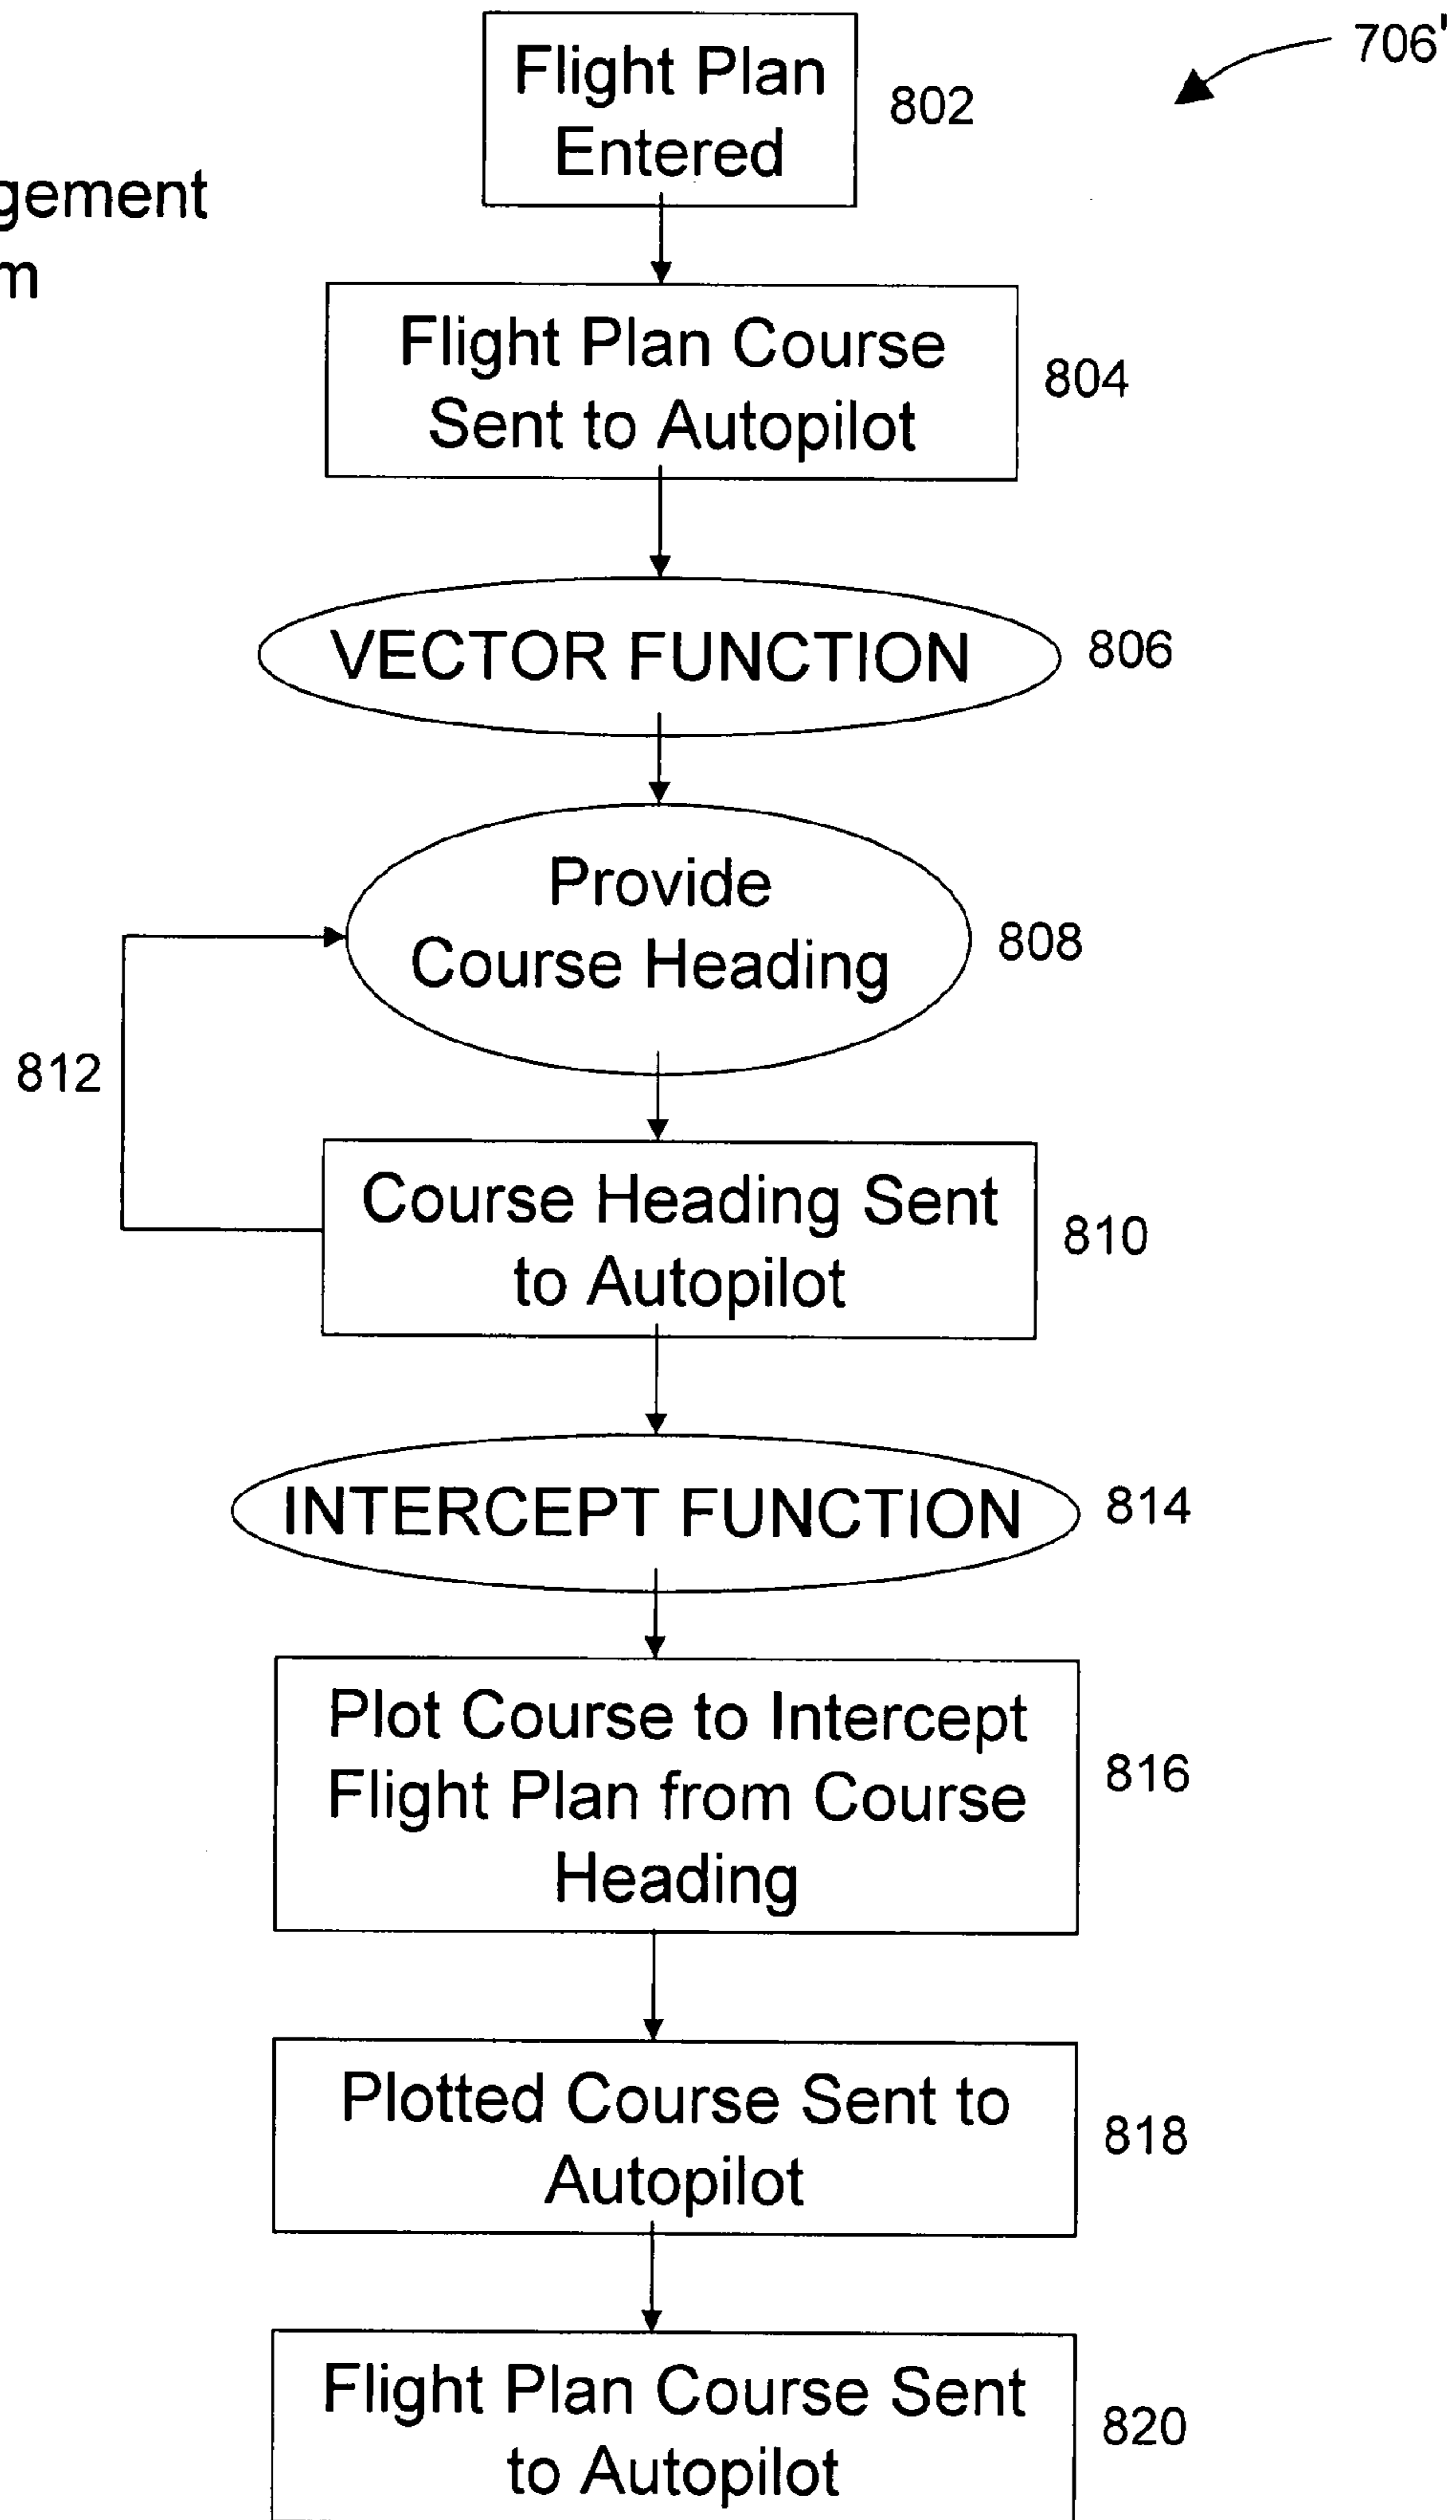 706'
Flight Plan
Entered
802
gement
m
Flight Plan Course
Sent to Autopilot
804
VECTOR FUNCTION
806
Provide
Course Heading
808
812
Course Heading Sent
to Autopilot
810
INTERCEPT FUNCTION
814
Plot Course to Intercept
Flight Plan from Course
Heading
816
Plotted Course Sent to
Autopilot
818
Flight Plan Course Sent
to Autopilot
820